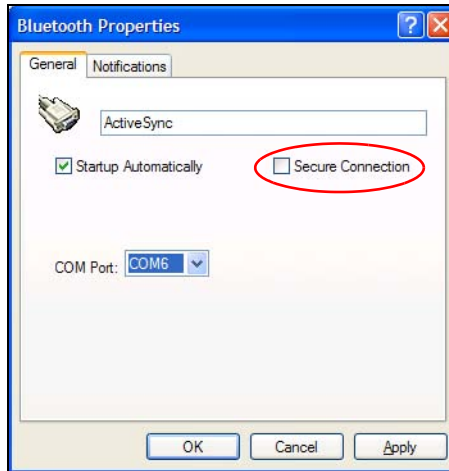 Bluetooth Properties
General Notifications
ActiveSync
Startup Automatically Secure Connection
COM Port: COM6
OK Cancel Apply